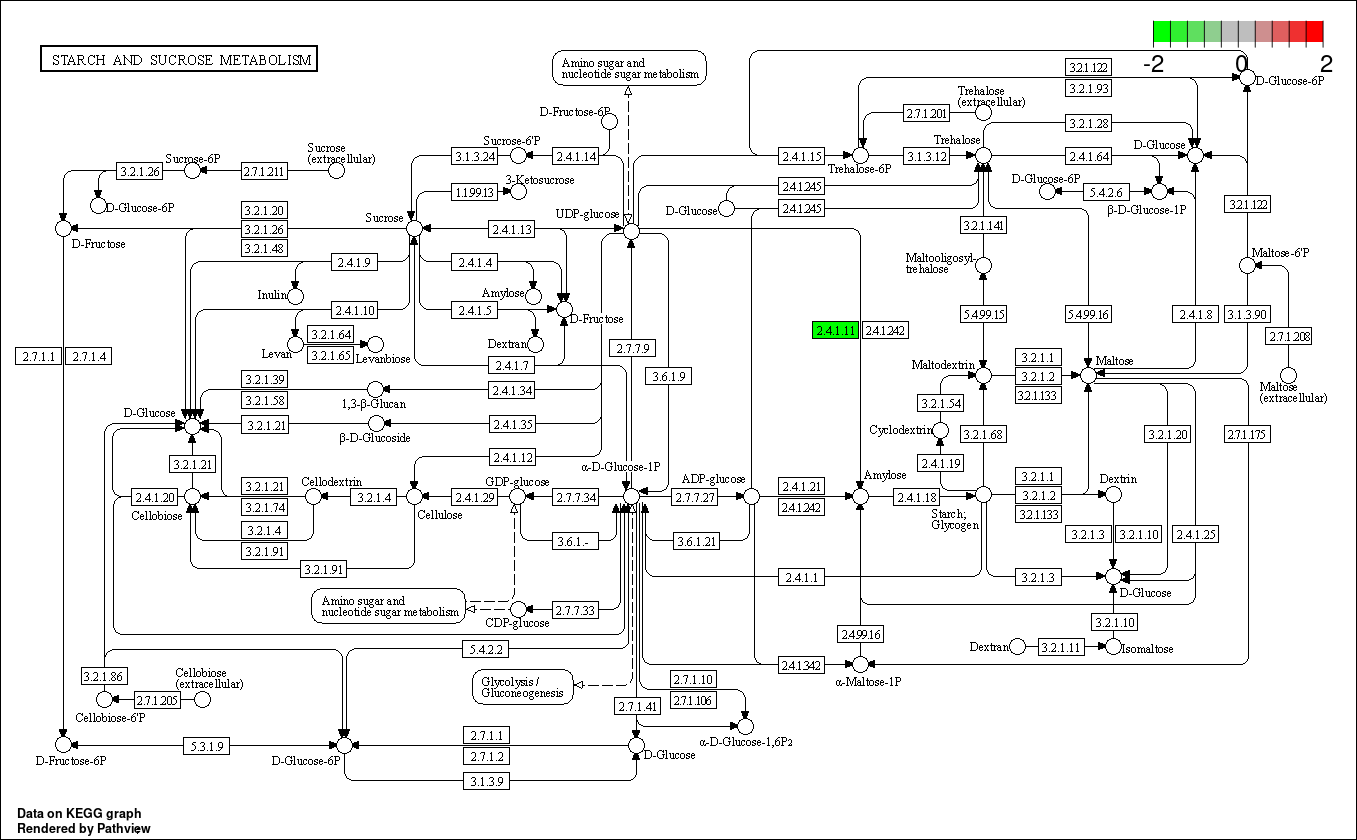 STARCH AND SUCROSE METABOLISM
-2
0
2
Amino sugar and
nucleotide sugar metabolism
3.2.1.122
3.2.1.93
D-Glucose-6P
D-Fructose-6P
Trehalose
(extracellular)
2.7.1.201
3.2.1.28
Sucrose-6P
Sucrose
(extracellular)
3.2.1.26
2.7.1.211
Sucrose-6'P
3.1.3.24
2.4.1.14
2.4.1.15
Trehalose-6P
3.1.3.12
Trehalose
2.4.1.64
D-Glucose
D-Glucose-6P
3-Ketosucrose
1.1.99.13
2.4.1.245
D-Glucose
2.4.1.245
D-Glucose-6P
5.4.2.6
β-D-Glucose-1P
3.2.1.122
3.2.1.20
3.2.1.26
3.2.1.48
D-Fructose
Sucrose
2.4.1.13
UDP-glucose
3.2.1.141
Maltose-6'P
2.4.1.9
2.4.1.4
Maltooligosyl-
trehalose
Inulin
Amylose
2.4.1.10
2.4.1.5
D-Fructose
5.4.99.15
5.4.99.16
2.4.1.8
3.1.3.90
2.4.1.11
2.4.1.242
2.7.1.208
3.2.1.64
3.2.1.65
Levan
Levanbiose
Dextran
2.7.7.9
2.7.1.1
2.7.1.4
2.4.1.7
3.6.1.9
Maltodextrin
3.2.1.1
3.2.1.2
3.2.1.133
Maltose
Maltose
(extracellular)
3.2.1.39
3.2.1.58
1,3-β-Glucan
2.4.1.34
3.2.1.54
D-Glucose
3.2.1.21
β-D-Glucoside
2.4.1.35
Cyclodextrin
3.2.1.68
3.2.1.20
2.7.1.175
3.2.1.21
2.4.1.12
α-D-Glucose-1P
2.4.1.19
2.4.1.20
Cellobiose
3.2.1.21
3.2.1.74
3.2.1.4
3.2.1.91
Cellodextrin
3.2.1.4
Cellulose
2.4.1.29
GDP-glucose
2.7.7.34
2.7.7.27
ADP-glucose
2.4.1.21
2.4.1.242
Amylose
2.4.1.18
Starch;
Glycogen
3.2.1.1
3.2.1.2
3.2.1.133
Dextrin
3.6.1.-
3.6.1.21
3.2.1.3
3.2.1.10
2.4.1.25
3.2.1.91
2.4.1.1
3.2.1.3
D-Glucose
Amino sugar and
nucleotide sugar metabolism
2.7.7.33
CDP-glucose
3.2.1.10
2.4.99.16
5.4.2.2
Dextran
3.2.1.11
Isomaltose
2.4.1.342
α-Maltose-1P
3.2.1.86
Cellobiose
(extracellular)
2.7.1.205
Cellobiose-6'P
Glycolysis /
Gluconeogenesis
2.7.1.10
2.7.1.106
2.7.1.41
α-D-Glucose-1,6P2
D-Fructose-6P
5.3.1.9
D-Glucose-6P
2.7.1.1
2.7.1.2
D-Glucose
3.1.3.9
Data on KEGG graph
Rendered by Pathview